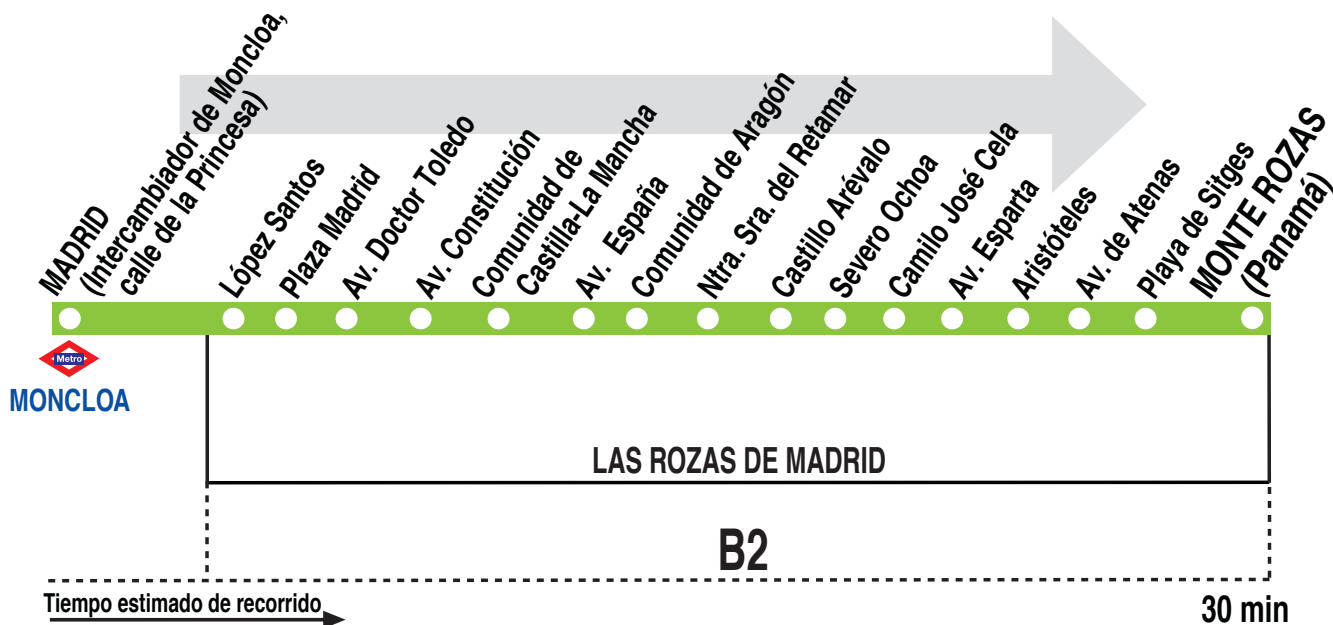 MADRID
(Intercambiador de Moncloa,
calle de la Princesa)
López Santos
Plaza Madrid
Av. Doctor Toledo
Av. Constitución
Comunidad de
Castilla-La Mancha
Av. España
Comunidad de Aragón
Ntra. Sra. del Retamar
Castillo Arévalo
Severo Ochoa
Camilo José Cela
Av. Esparta
Aristóteles
Av. de Atenas
Playa de Sitges
MONTE ROZAS
(Panamá)
Metro
MONCLOA
LAS ROZAS DE MADRID
B2
Tiempo estimado de recorrido
30 min